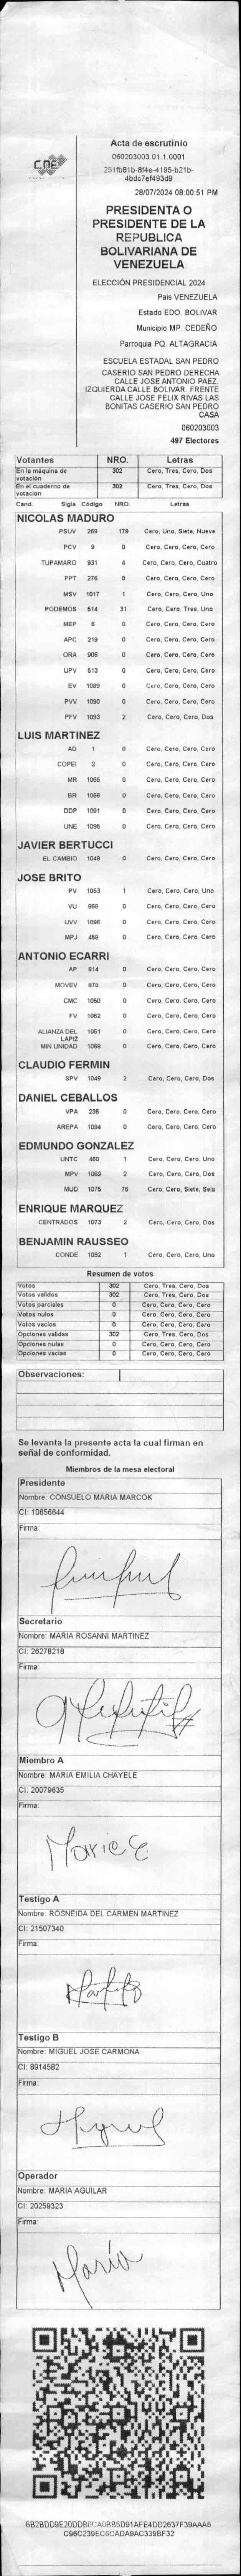 CNE
Acta de escrutinio
060203003.01.1.0001
251fb81b-8f4e-4195-b21b-
4bdc7ef493d9
28/07/2024 08:00:51 PM
PRESIDENTA O
PRESIDENTE DE LA
REPUBLICA
BOLIVARIANA DE
VENEZUELA
ELECCIÓN PRESIDENCIAL 2024
Pais VENEZUELA
Estado EDO. BOLIVAR
Municipio MP. CEDEÑO
Parroquia PQ. ALTAGRACIA
ESCUELA ESTADAL SAN PEDRO
CASERIO SAN PEDRO DERECHA
CALLE JOSE ANTONIO PAEZ.
IZQUIERDA CALLE BOLIVAR. FRENTE
CALLE JOSE FELIX RIVAS LAS
BONITAS CASERIO SAN PEDRO
CASA
060203003
497 Electores
Votantes NRO. Letras
En la máquina de votación 302 Cero, Tres, Cero, Dos
En el cuaderno de votación 302 Cero, Tres, Cero, Dos
Cand. Sigla Código NRO. Letras
NICOLAS MADURO
PSUV 269 179 Cero, Uno, Siete, Nueve
PCV 9 0 Cero, Cero, Cero, Cero
TUPAMARO 931 4 Cero, Cero, Cero, Cuatro
PPT 276 0 Cero, Cero, Cero, Cero
MSV 1017 1 Cero, Cero, Cero, Uno
PODEMOS 514 31 Cero, Cero, Tres, Uno
MEP 6 0 Cero, Cero, Cero, Cero
APC 219 0 Cero, Cero, Cero, Cero
ORA 906 0 Cero, Cero, Cero, Cero
UPV 513 0 Cero, Cero, Cero, Cero
EV 1089 0 Cero, Cero, Cero, Cero
PVV 1090 0 Cero, Cero, Cero, Cero
PFV 1093 2 Cero, Cero, Cero, Dos
LUIS MARTINEZ
AD 1 0 Cero, Cero, Cero, Cero
COPEI 2 0 Cero, Cero, Cero, Cero
MR 1065 0 Cero, Cero, Cero, Cero
BR 1066 0 Cero, Cero, Cero, Cero
DDP 1091 0 Cero, Cero, Cero, Cero
UNE 1095 0 Cero, Cero, Cero, Cero
JAVIER BERTUCCI
EL CAMBIO 1046 0 Cero, Cero, Cero, Cero
JOSE BRITO
PV 1053 1 Cero, Cero, Cero, Uno
VU 868 0 Cero, Cero, Cero, Cero
UVV 1096 0 Cero, Cero, Cero, Cero
MPJ 458 0 Cero, Cero, Cero, Cero
ANTONIO ECARRI
AP 814 0 Cero, Cero, Cero, Cero
MOVEV 979 0 Cero, Cero, Cero, Cero
CMC 1050 0 Cero, Cero, Cero, Cero
FV 1062 0 Cero, Cero, Cero, Cero
ALIANZA DEL LAPIZ 1051 0 Cero, Cero, Cero, Cero
MIN UNIDAD 1068 0 Cero, Cero, Cero, Cero
CLAUDIO FERMIN
SPV 1049 2 Cero, Cero, Cero, Dos
DANIEL CEBALLOS
VPA 236 0 Cero, Cero, Cero, Cero
AREPA 1094 0 Cero, Cero, Cero, Cero
EDMUNDO GONZALEZ
UNTC 460 1 Cero, Cero, Cero, Uno
MPV 1069 2 Cero, Cero, Cero, Dos
MUD 1075 76 Cero, Cero, Siete, Seis
ENRIQUE MARQUEZ
CENTRADOS 1073 2 Cero, Cero, Cero, Dos
BENJAMIN RAUSSEO
CONDE 1092 1 Cero, Cero, Cero, Uno
Resumen de votos
Votos 302 Cero, Tres, Cero, Dos
Votos validos 302 Cero, Tres, Cero, Dos
Votos parciales 0 Cero, Cero, Cero, Cero
Votos nulos 0 Cero, Cero, Cero, Cero
Votos vacios 0 Cero, Cero, Cero, Cero
Opciones validas 302 Cero, Tres, Cero, Dos
Opciones nulas 0 Cero, Cero, Cero, Cero
Opciones vacias 0 Cero, Cero, Cero, Cero
Observaciones:
Se levanta la presente acta la cual firman en
señal de conformidad.
Miembros de la mesa electoral
Presidente
Nombre: CONSUELO MARIA MARCOK
CI: 10656644
Firma:
Secretario
Nombre: MARIA ROSANNI MARTINEZ
CI: 26278218
Firma:
Miembro A
Nombre: MARIA EMILIA CHAYELE
CI: 20079635
Firma:
Maria E
Testigo A
Nombre: ROSNEIDA DEL CARMEN MARTINEZ
CI: 21507340
Firma:
Testigo B
Nombre: MIGUEL JOSE CARMONA
CI: 8914582
Firma:
Operador
Nombre: MARIA AGUILAR
CI: 20259323
Firma:
María